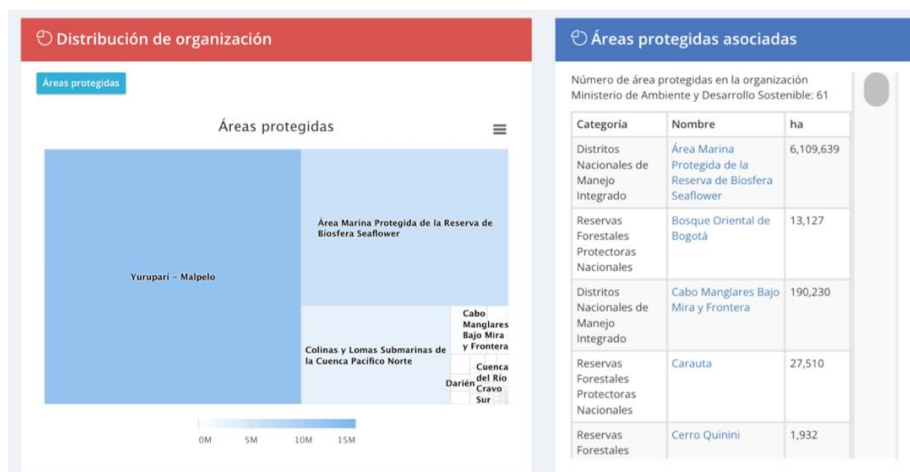 Distribución de organización
Áreas protegidas
Áreas protegidas
Yurupari - Malpelo
Área Marina Protegida de la Reserva de
Biosfera Seaflower
Colinas y Lomas Submarinas de
la Cuenca Pacífico Norte
Cabo
Manglares
Bajo Mira
y Frontera
Darién
Cuenca
del Río
Cravo
Sur
0M 5M 10M 15M
Áreas protegidas asociadas
Número de área protegidas en la organización
Ministerio de Ambiente y Desarrollo Sostenible: 61
Categoría Nombre ha
Distritos Área Marina 6,109,639
Nacionales de Protegida de la
Manejo Reserva de Bíosfera
Integrado Seaflower
Reservas Bosque Oriental de 13,127
Forestales Bogotá
Protectoras
Nacionales
Distritos Cabo Manglares Bajo 190,230
Nacionales de Mira y Frontera
Manejo
Integrado
Reservas Carauta 27,510
Forestales
Protectoras
Nacionales
Reservas Cerro Quinini 1,932
Forestales